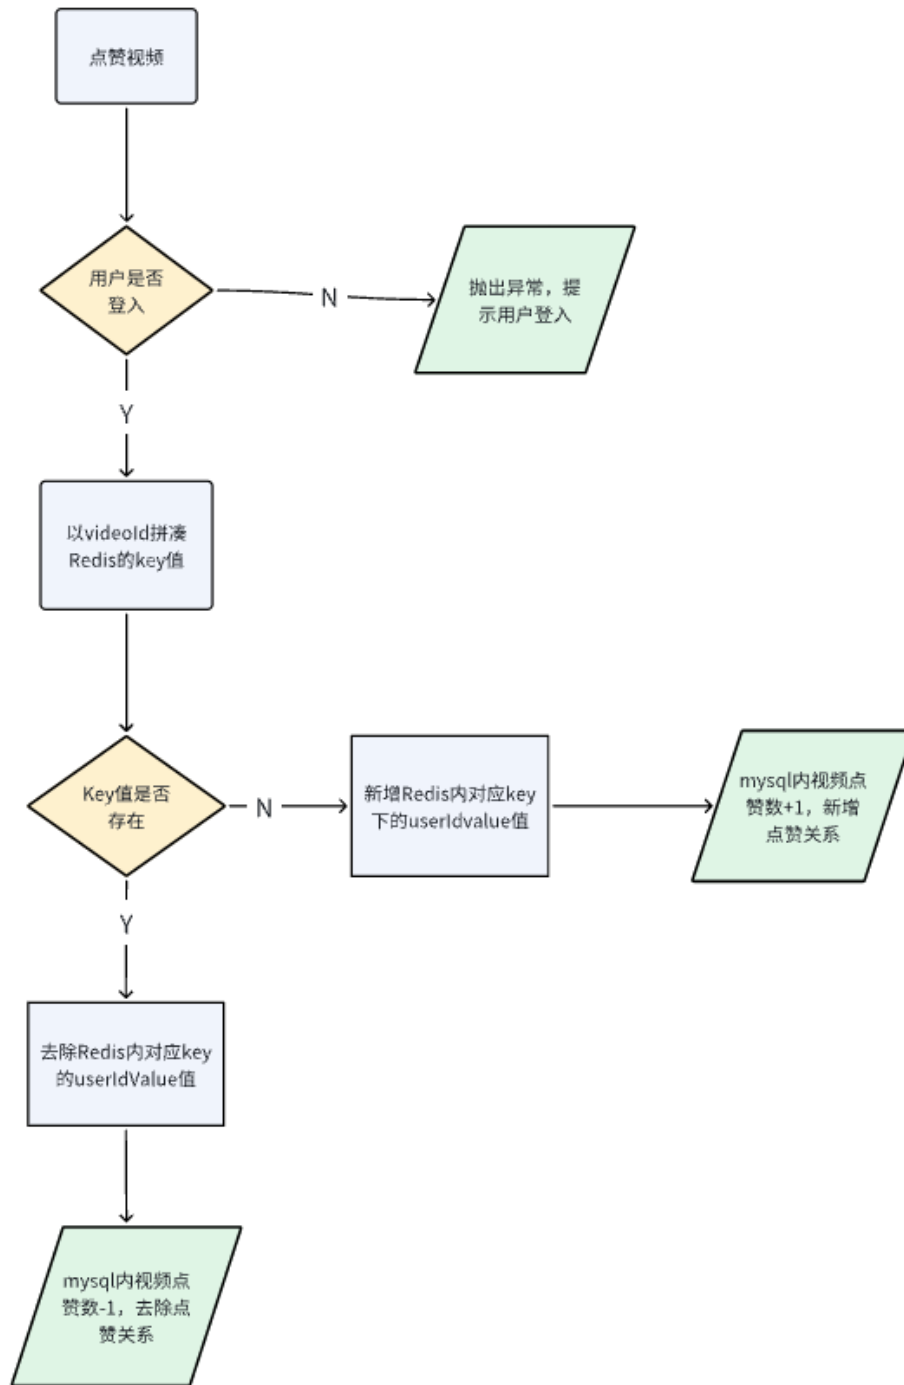 点赞视频
用户是否
登入
N
抛出异常，提
示用户登入
Y
以videoId拼凑
Redis的key值
Key值是否
存在
N
新增Redis内对应key
下的userIdvalue值
mysql内视频点
赞数+1，新增
点赞关系
Y
去除Redis内对应key
的userIdValue值
mysql内视频点
赞数-1，去除点
赞关系